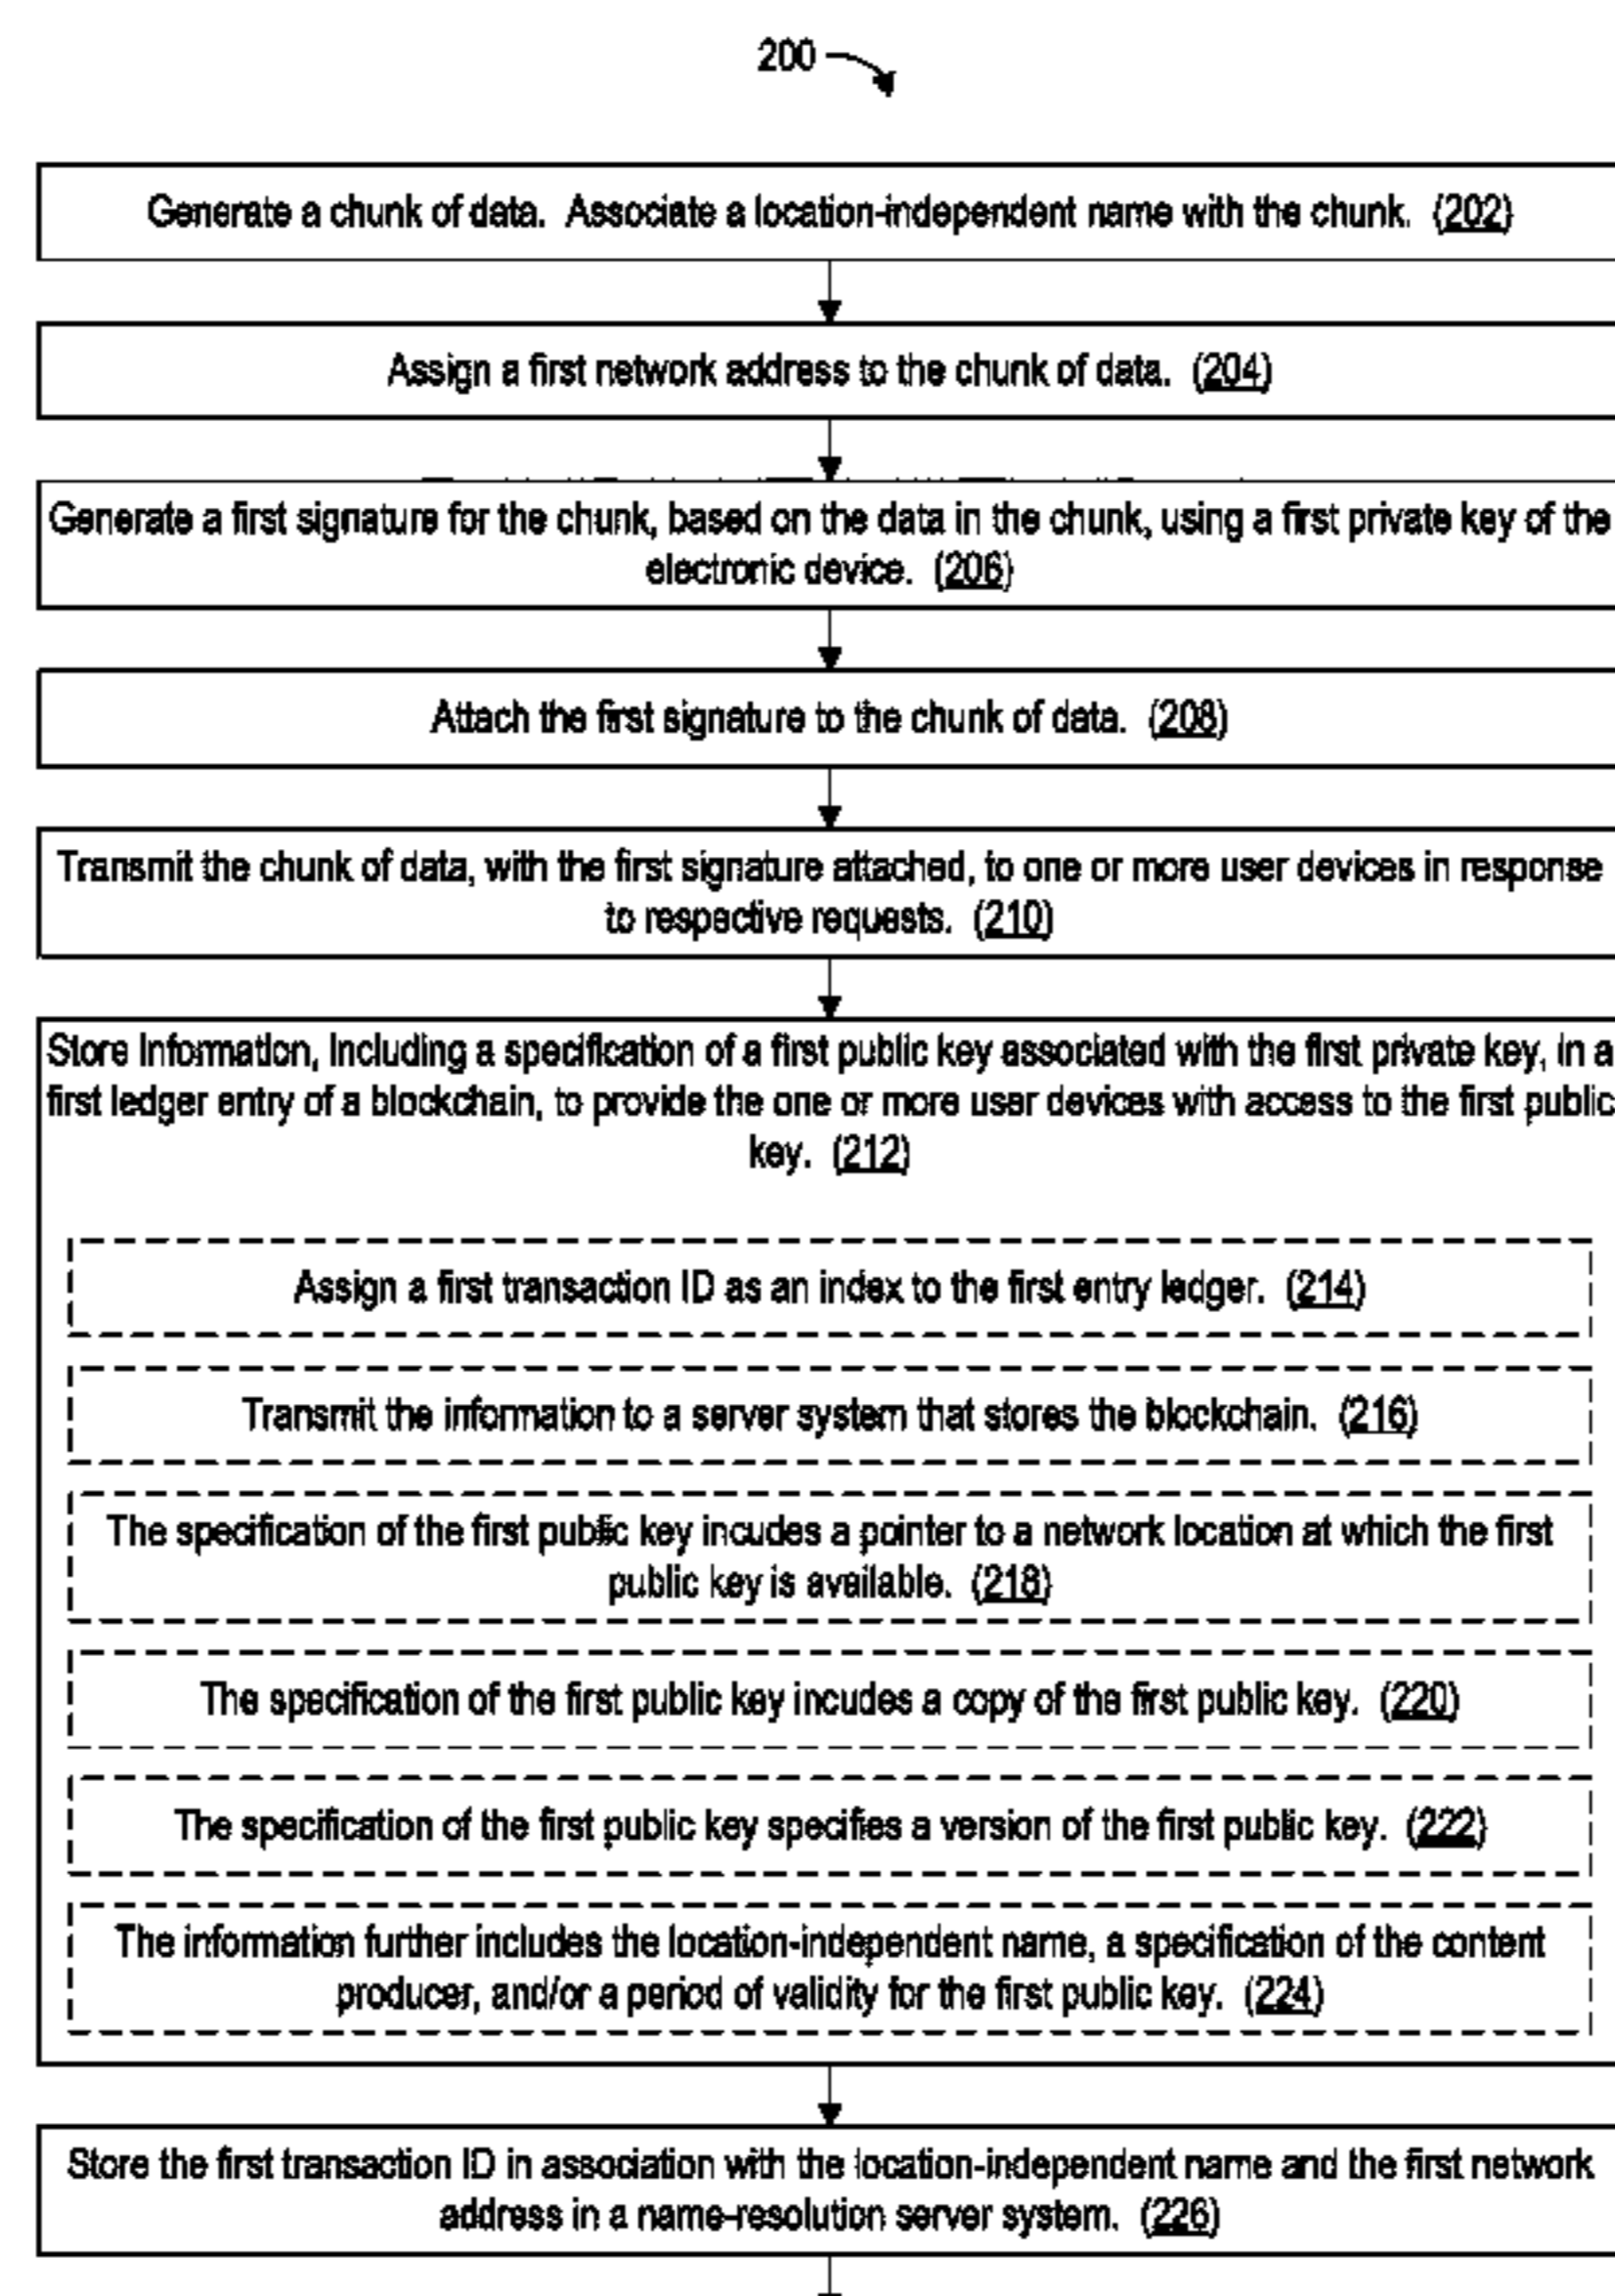 200
Generate a chunk of data. Associate a location-independent name with the chunk. (202)
Assign a first network address to the chunk of data. (204)
Generate a first signature for the chunk, based on the data in the chunk, using a first private key of the
electronic device. (206)
Attach the first signature to the chunk of data. (208)
Transmit the chunk of data, with the first signature attached, to one or more user devices in response
to respective requests. (210)
Store Information, Including a specification of a first public key associated with the first private key, in a
first ledger entry of a blockchain, to provide the one or more user devices with access to the first public
key. (212)
Assign a first transaction ID as an index to the first entry ledger. (214)
Transmit the information to a server system that stores the blockchain. (216)
The specification of the first public key incudes a pointer to a network location at which the first
public key is available. (218)
The specification of the first public key incudes a copy of the first public key. (220)
The specification of the first public key specifies a version of the first public key. (222)
The information further includes the location-independent name, a specification of the content
producer, and/or a period of validity for the first public key. (224)
Store the first transaction ID in association with the location-independent name and the first network
address in a name-resolution server system. (226)